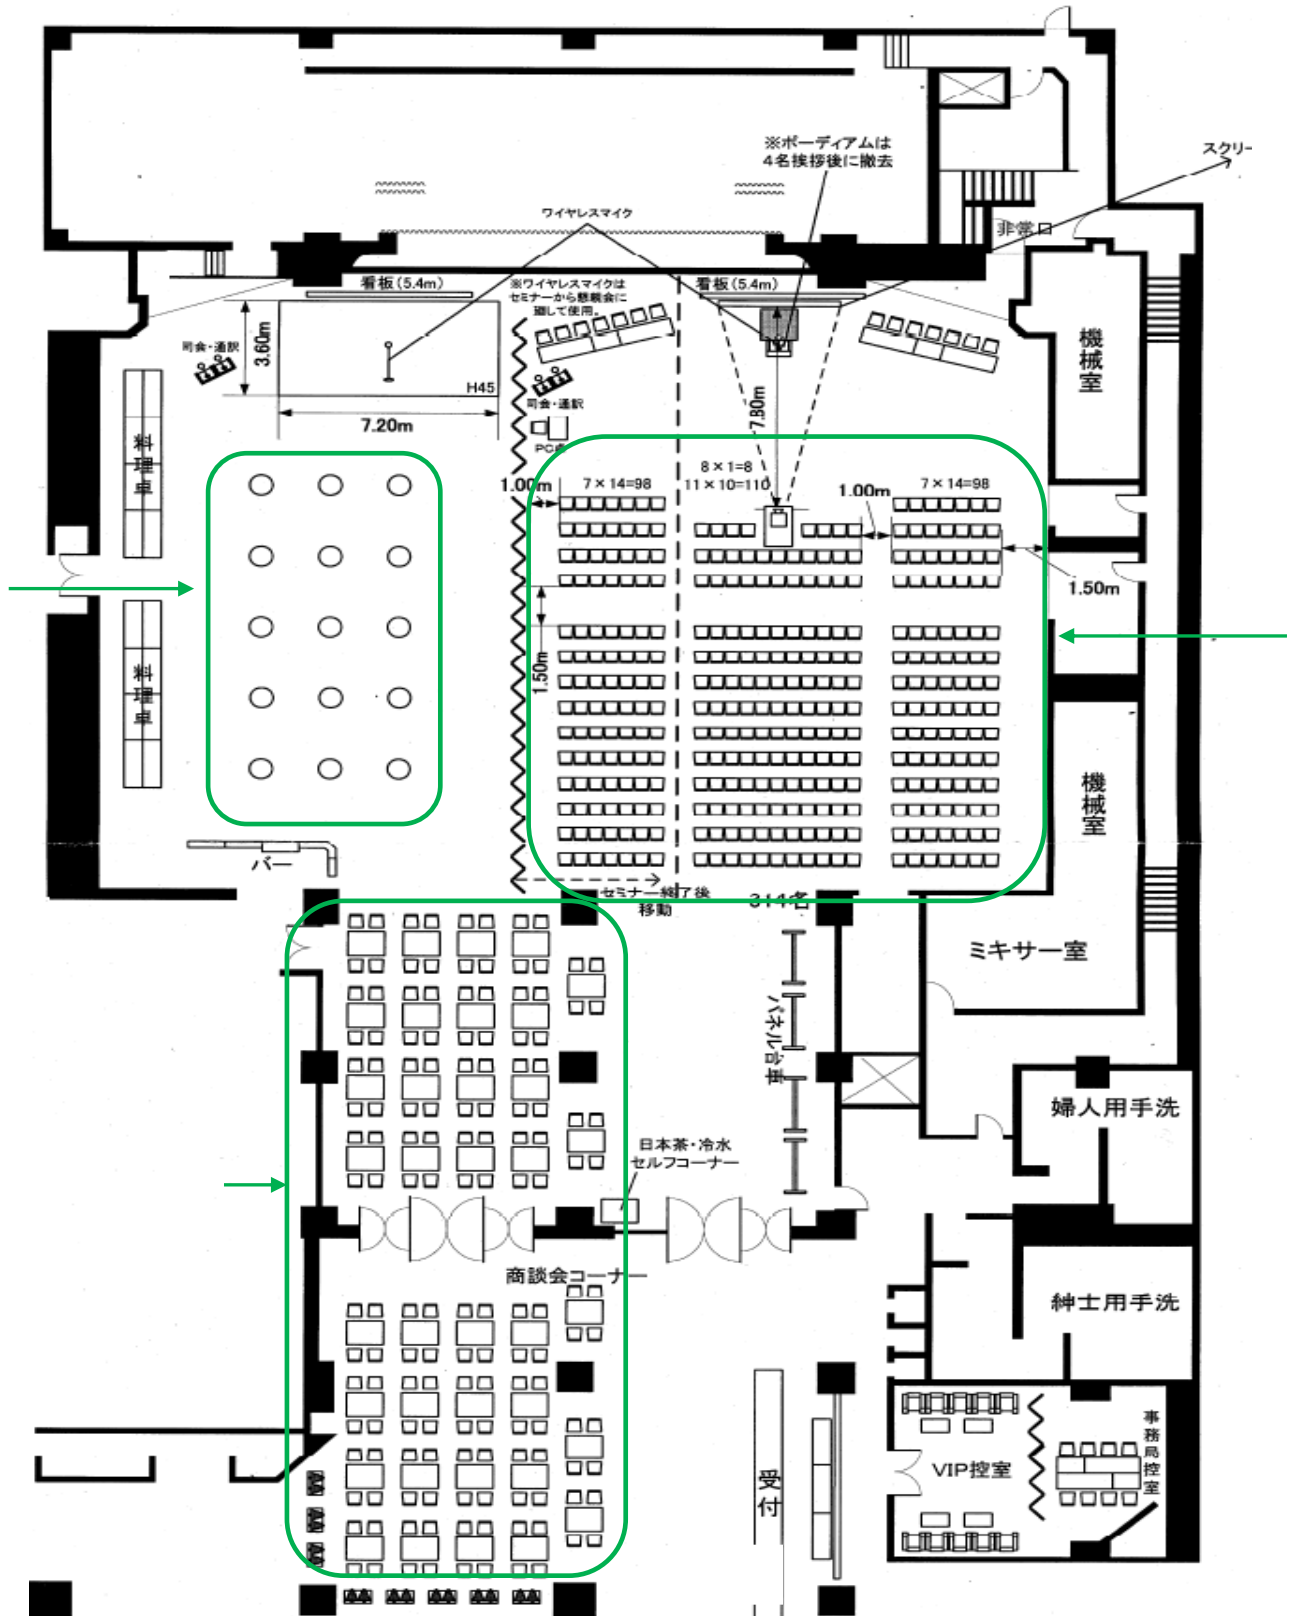 ※ポーディアムは
4名挨拶後に撤去
スクリー
ワイヤレスマイク
非常口
看板(5.4m)
※ワイヤレスマイクは
セミナーから懇親会に
廻して使用。
看板(5.4m)
司会・通訳
3.60m
H45
7.20m
司会・通訳
PC卓
7.80m
機械室
料理卓
8×1=8
11×10=110
1.00m
7×14=98
1.00m
7×14=98
1.50m
1.50m
料理卓
機械室
バー
セミナー終了後
移動
314名
ミキサー室
パネル台車
婦人用手洗
日本茶・冷水
セルフコーナー
商談会コーナー
紳士用手洗
受付
VIP控室
事務局控室